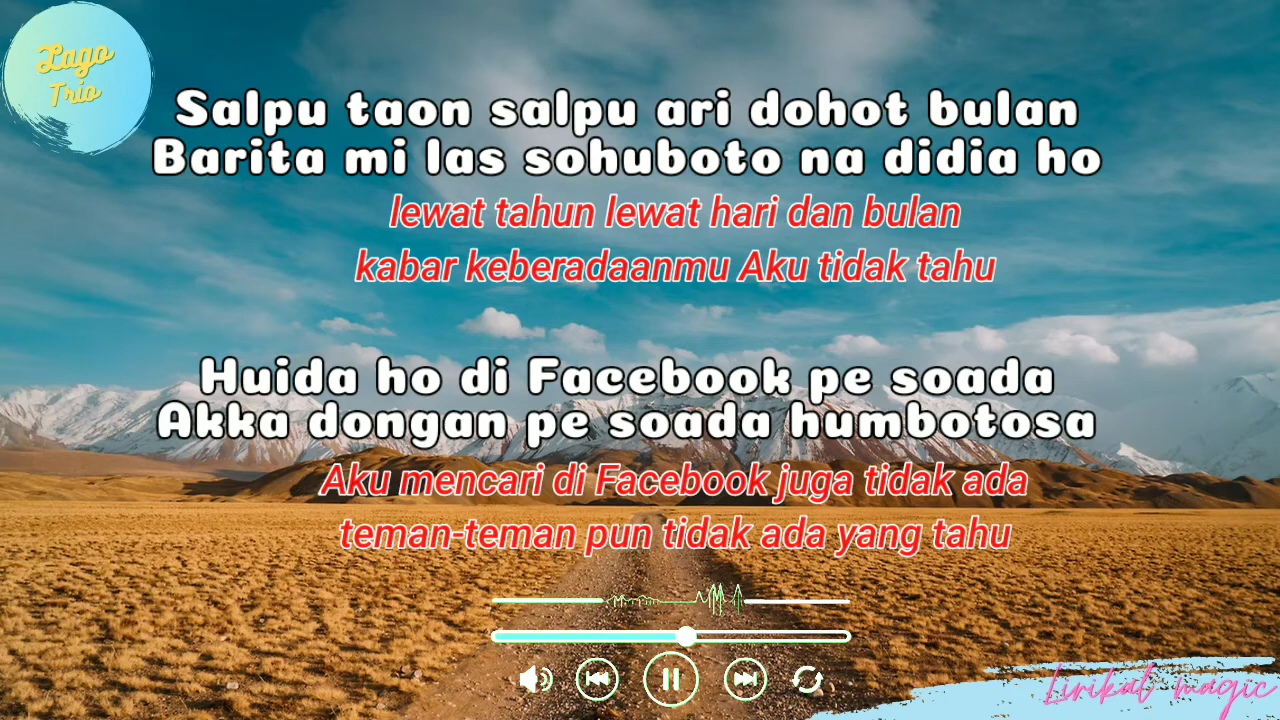 Lago
Trio
Salpu taon salpu ari dohot bulan
Barita mi las sohuboto na didia ho
lewat tahun lewat hari dan bulan
kabar keberadaanmu Aku tidak tahu
Huida ho di Facebook pe soada
Akka dongan pe soada humbotosa
Aku mencari di Facebook juga tidak ada
teman-teman pun tidak ada yang tahu
Lirikal magic